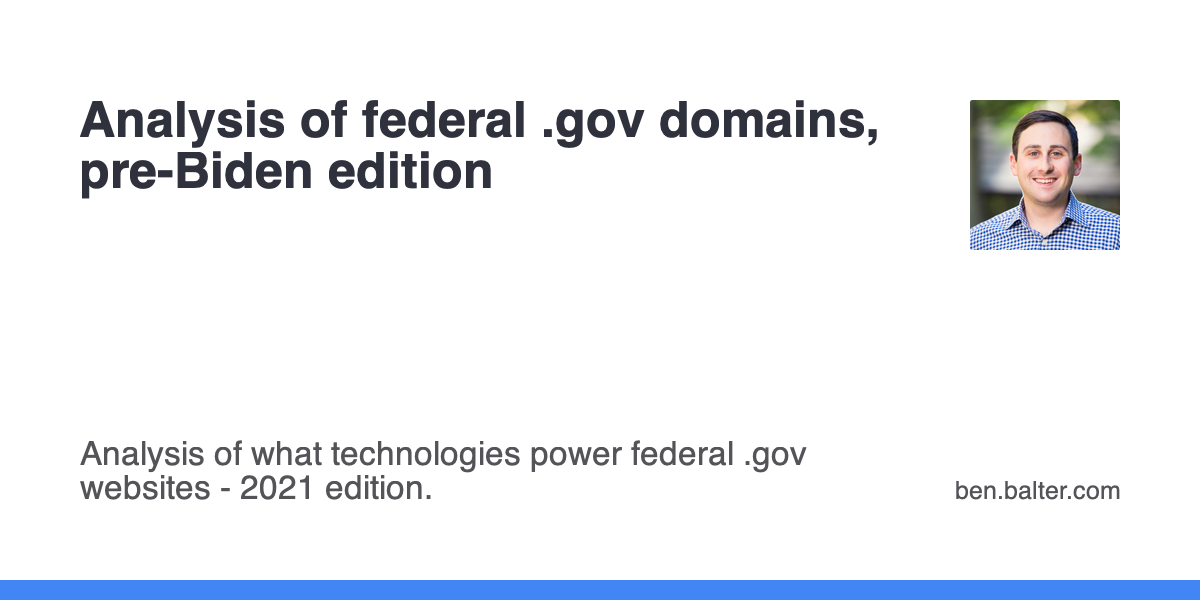 Analysis of federal .gov domains,
pre-Biden edition
Analysis of what technologies power federal .gov
websites - 2021 edition.
ben.balter.com